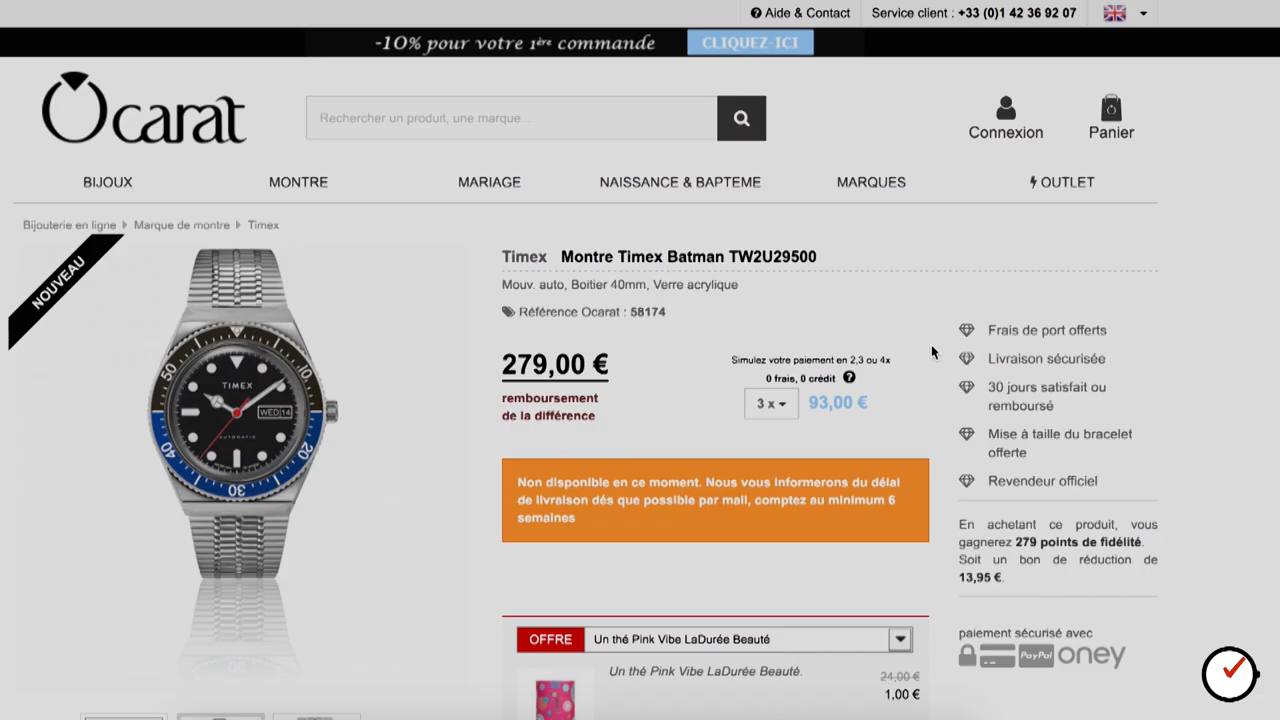 Aide & Contact
Service client : +33 (0)1 42 36 92 07
-10% pour votre 1ère commande
CLIQUEZ-ICI
Ocarat
Rechercher un produit, une marque...
Connexion
Panier
BIJOUX
MONTRE
MARIAGE
NAISSANCE & BAPTEME
MARQUES
OUTLET
Bijouterie en ligne
Marque de montre
Timex
NOUVEAU
Timex Montre Timex Batman TW2U29500
Mouv. auto, Boitier 40mm, Verre acrylique
Référence Ocarat : 58174
279,00 €
remboursement
de la différence
Simulez votre paiement en 2,3 ou 4x
0 frais, 0 crédit
3 x
93,00 €
Non disponible en ce moment. Nous vous informerons du délai
de livraison dés que possible par mail, comptez au minimum 6
semaines
Frais de port offerts
Livraison sécurisée
30 jours satisfait ou
remboursé
Mise à taille du bracelet
offerte
Revendeur officiel
En achetant ce produit, vous
gagnerez 279 points de fidélité.
Soit un bon de réduction de
13,95 €.
paiement sécurisé avec
PayPal
oney
OFFRE
Un thé Pink Vibe LaDurée Beauté
Un thé Pink Vibe LaDurée Beauté.
24,00 €
1,00 €
50
10
TIMEX
WED 14
AUTOMATIC
40
20
30